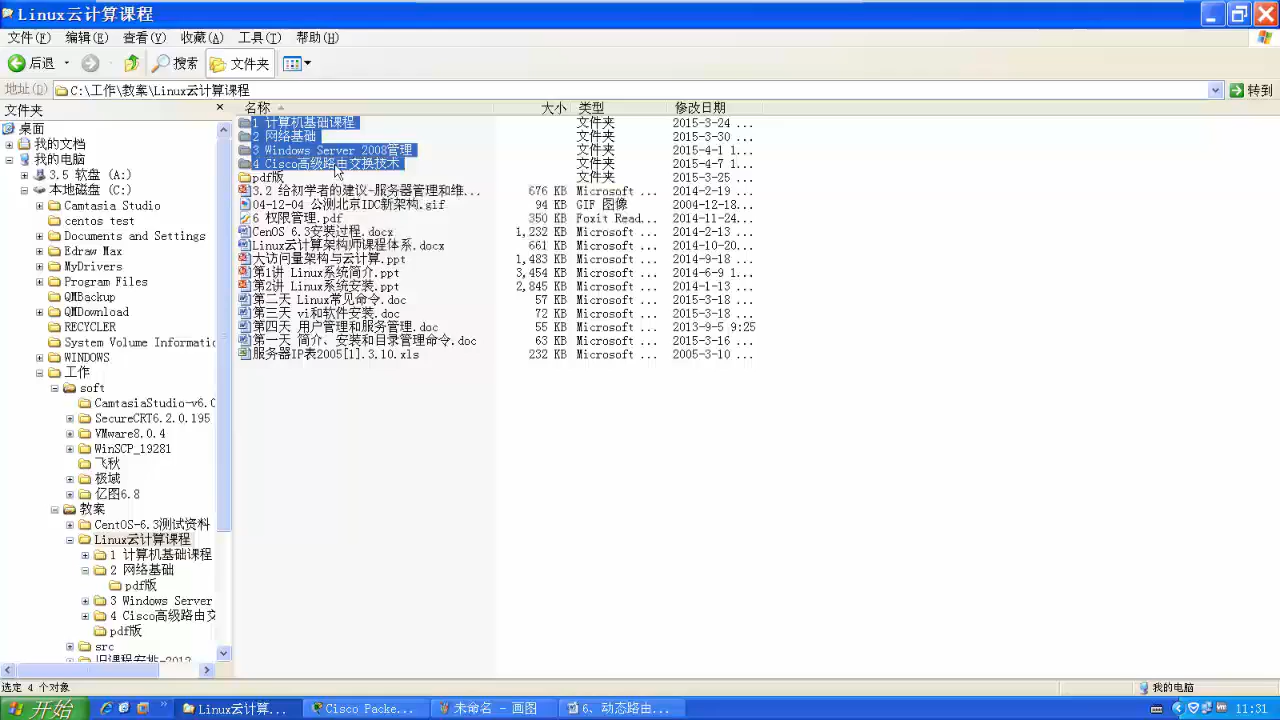 Linux云计算课程
文件(F) 编辑(E) 查看(V) 收藏(A) 工具(T) 帮助(H)
后退 搜索 文件夹
地址(D) C:\工作\教案\Linux云计算课程 转到
文件夹
桌面
我的文档
我的电脑
3.5 软盘 (A:)
本地磁盘 (C:)
Camtasia Studio
centos test
Documents and Settings
Edraw Max
MyDrivers
Program Files
QMBackup
QMDownload
RECYCLER
System Volume Informatic
WINDOWS
工作
soft
CamtasiaStudio-v6.0
SecureCRT6.2.0.195
VMware8.0.4
WinSCP_19281
飞秋
极域
亿图6.8
教案
CentOS-6.3测试资料
Linux云计算课程
1 计算机基础课程
2 网络基础
pdf版
3 Windows Server
4 Cisco高级路由交
pdf版
src
旧课程安排-2012
名称 大小 类型 修改日期
1 计算机基础课程 文件夹 2015-3-24 ...
2 网络基础 文件夹 2015-3-30 ...
3 Windows Server 2008管理 文件夹 2015-4-1 1...
4 Cisco高级路由交换技术 文件夹 2015-4-7 1...
pdf版 文件夹 2015-3-25 ...
3.2 给初学者的建议-服务器管理和维... 676 KB Microsoft ... 2014-2-19 ...
04-12-04 公测北京IDC新架构.gif 94 KB GIF 图像 2004-12-18...
6 权限管理.pdf 350 KB Foxit Read... 2014-11-24...
CenOS 6.3安装过程.docx 1,232 KB Microsoft ... 2014-2-13 ...
Linux云计算架构师课程体系.docx 661 KB Microsoft ... 2014-10-20...
大访问量架构与云计算.ppt 1,483 KB Microsoft ... 2014-9-18 ...
第1讲 Linux系统简介.ppt 3,454 KB Microsoft ... 2014-6-9 1...
第2讲 Linux系统安装.ppt 2,845 KB Microsoft ... 2014-1-13 ...
第二天 Linux常见命令.doc 57 KB Microsoft ... 2015-3-18 ...
第三天 vi和软件安装.doc 72 KB Microsoft ... 2015-3-18 ...
第四天 用户管理和服务管理.doc 55 KB Microsoft ... 2013-9-5 9:25
第一天 简介、安装和目录管理命令.doc 63 KB Microsoft ... 2015-3-16 ...
服务器IP表2005[1].3.10.xls 232 KB Microsoft ... 2005-3-10 ...
选定 4 个对象 我的电脑
开始 Linux云计算... Cisco Packe... 未命名 - 画图 6、动态路由... 11:31